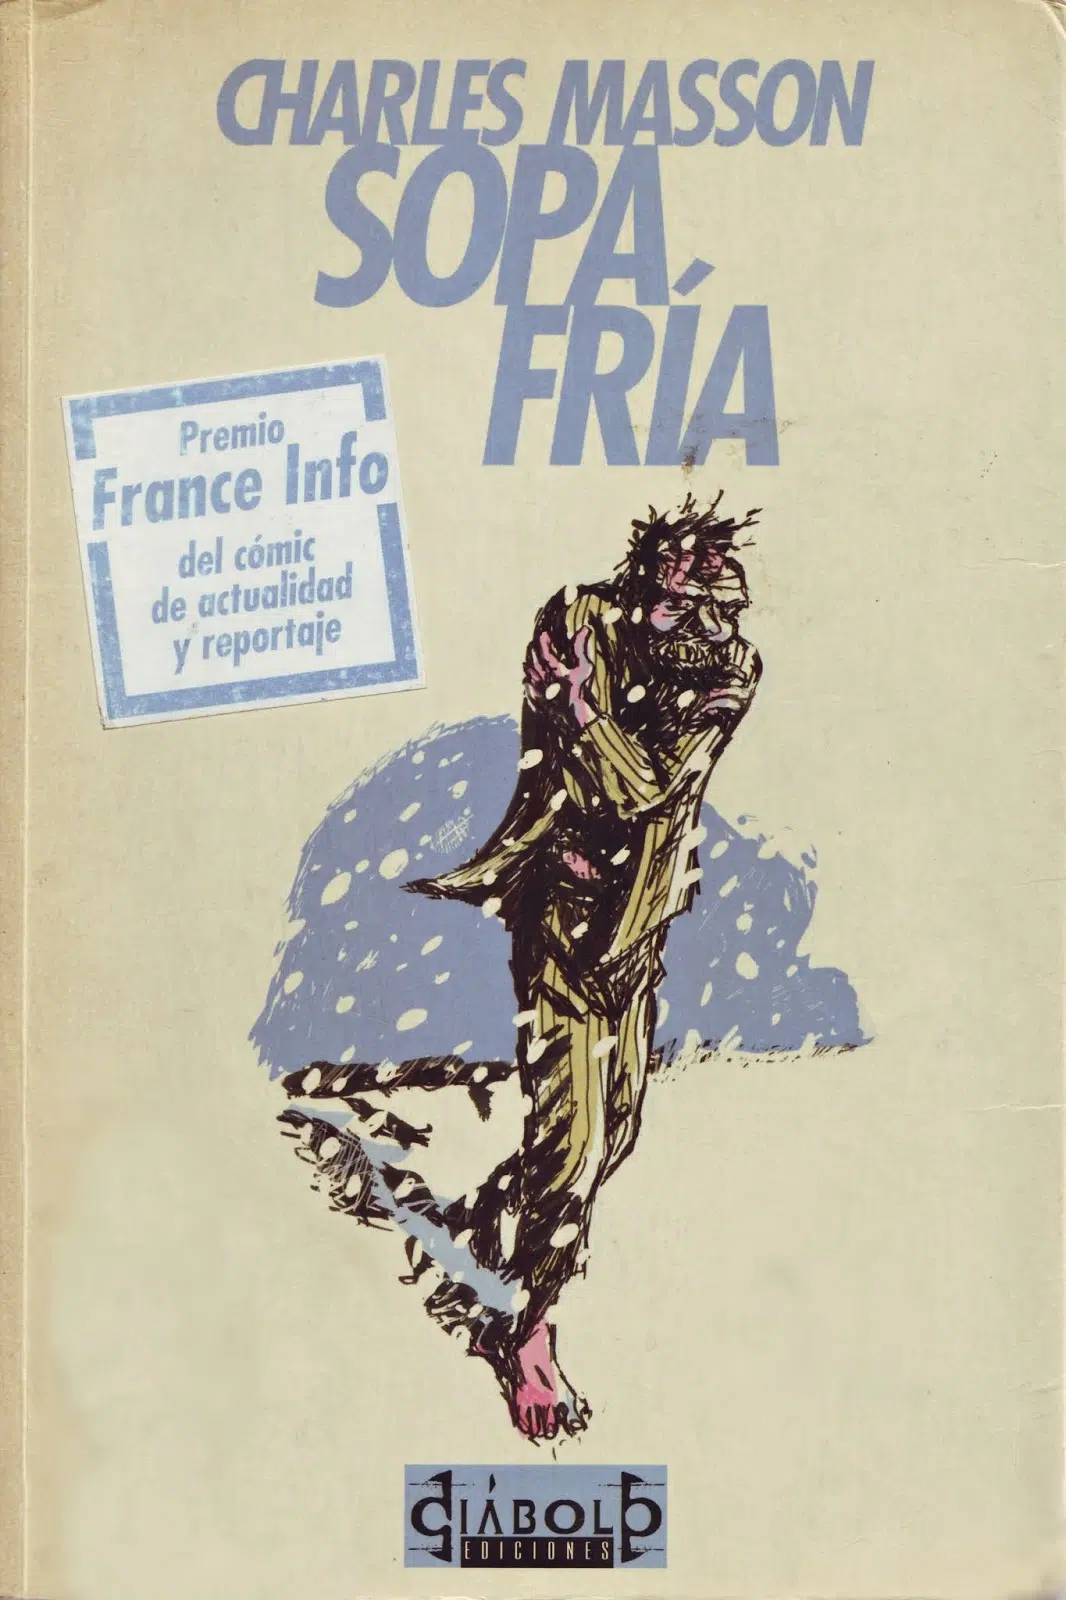 CHARLES MASSON
SOPA
FRÍA
Premio
France Info
del cómic
de actualidad
y reportaje
DIÁBOLO
EDICIONES